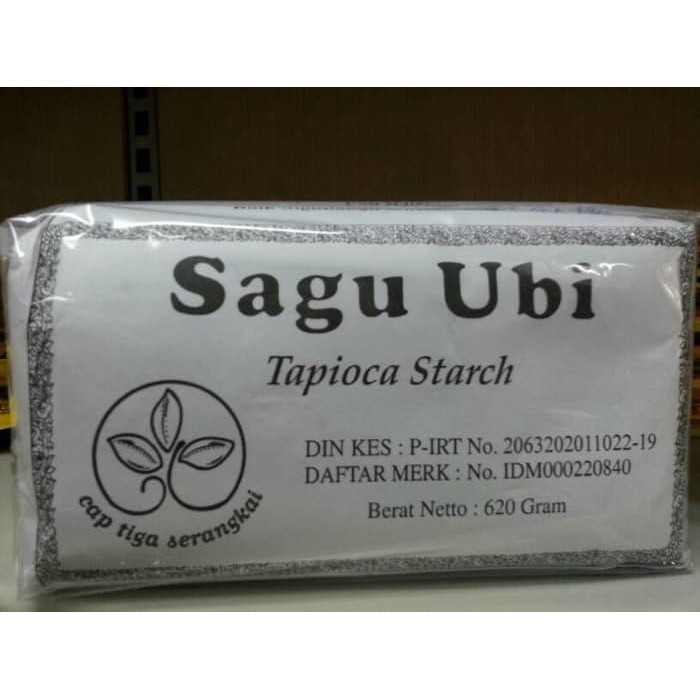 Sagu Ubi
Tapioca Starch
DIN KES : P-IRT No. 2063202011022-19
DAFTAR MERK : No. IDM000220840
Berat Netto : 620 Gram
cap tiga serangkai